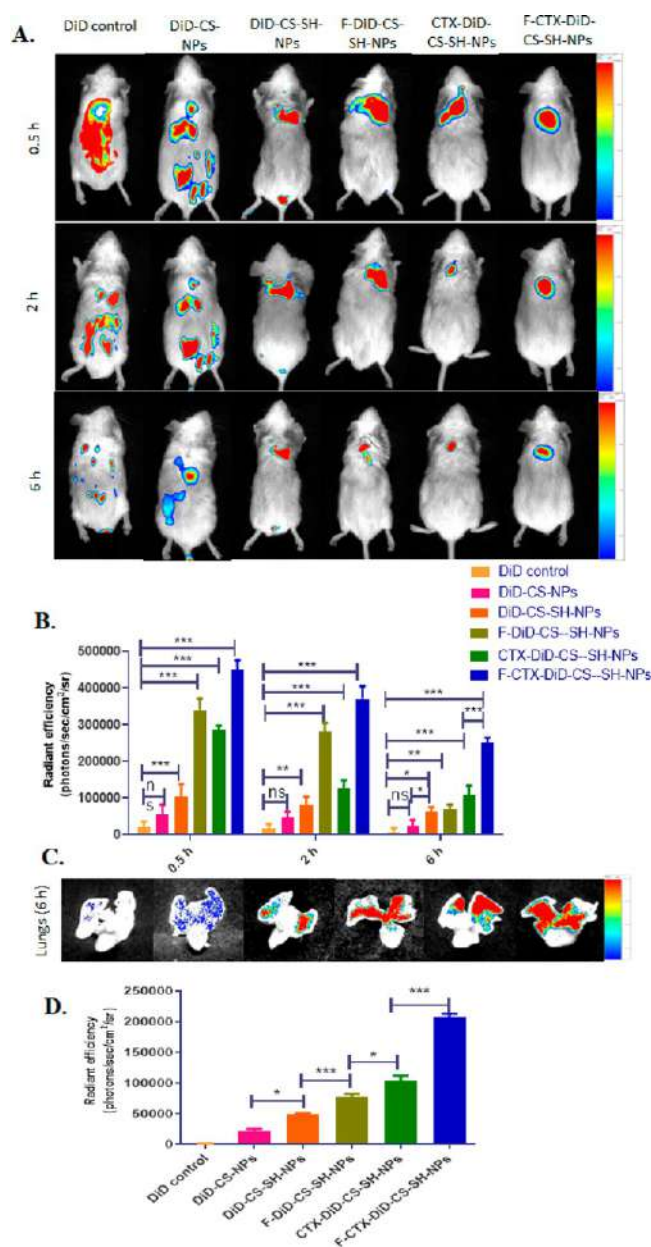 A.
DiD control DiD-CS-NPs DiD-CS-SH-NPs F-DiD-CS-SH-NPs CTX-DiD-CS-SH-NPs F-CTX-DiD-CS-SH-NPs
0.5 h
2 h
6 h
DiD control
DiD-CS-NPs
DiD-CS-SH-NPs
F-DiD-CS--SH-NPs
CTX-DiD-CS--SH-NPs
F-CTX-DiD-CS--SH-NPs
B.
Radiant efficiency
(photons/sec/cm²/sr)
500000
400000
300000
200000
100000
0
***
***
***
***
n
s
***
***
***
**
ns
***
***
***
**
*
*
ns
0.5 h 2 h 6 h
C.
Lungs (6 h)
D.
Radiant efficiency
(photons/sec/cm²/sr)
250000
200000
150000
100000
50000
0
***
*
***
*
DiD control DiD-CS-NPs DiD-CS-SH-NPs F-DiD-CS-SH-NPs CTX-DiD-CS-SH-NPs F-CTX-DiD-CS-SH-NPs